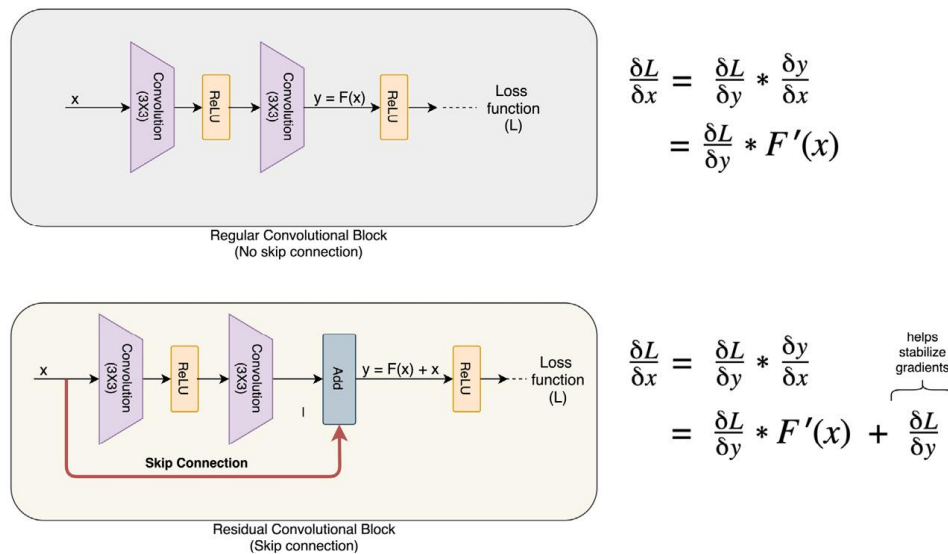 x
Convolution
(3X3)
ReLU
Convolution
(3X3)
y = F(x)
ReLU
Loss
function
(L)
Regular Convolutional Block
(No skip connection)
δL/δx = δL/δy * δy/δx
= δL/δy * F'(x)
x
Convolution
(3X3)
ReLU
Convolution
(3X3)
Add
y = F(x) + x
ReLU
Loss
function
(L)
Skip Connection
Residual Convolutional Block
(Skip connection)
helps
stabilize
gradients
δL/δx = δL/δy * δy/δx
= δL/δy * F'(x) + δL/δy